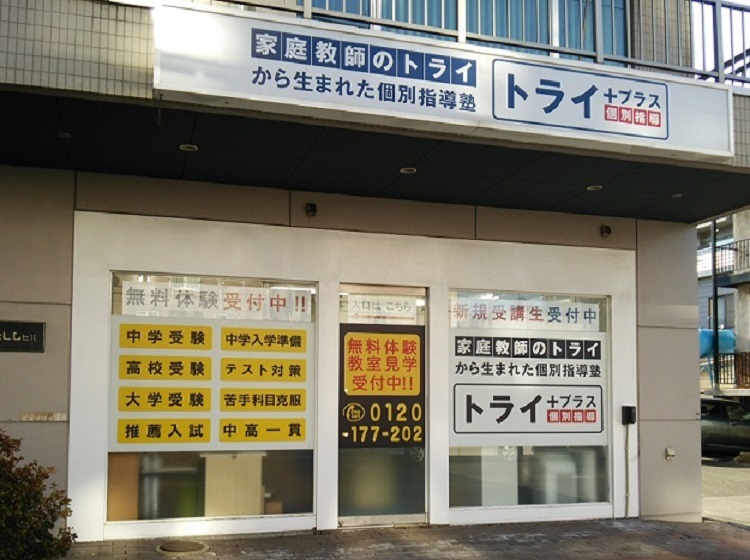 家庭教師のトライ
から生まれた個別指導塾
トライ+プラス
個別指導
無料体験受付中!!
中学受験
中学入学準備
高校受験
テスト対策
大学受験
苦手科目克服
推薦入試
中高一貫
入口は こちら
無料体験
教室見学
受付中!!
0120
-177-202
新規受講生受付中
家庭教師のトライ
から生まれた個別指導塾
トライ+プラス
個別指導
ビル